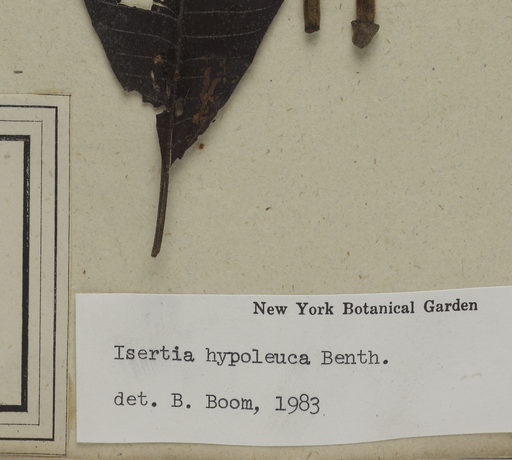 New York Botanical Garden
Isertia hypoleuca Benth.
det. B. Boom, 1983